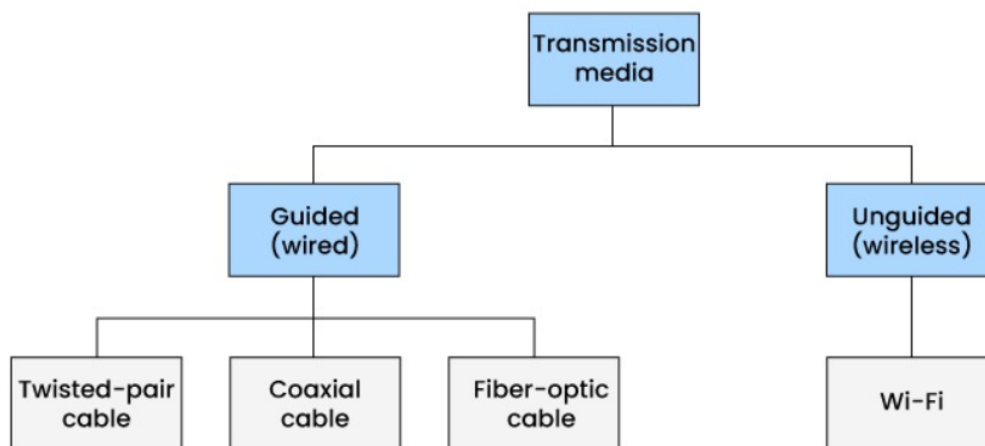 Transmission
media
Guided
(wired)
Unguided
(wireless)
Twisted-pair
cable
Coaxial
cable
Fiber-optic
cable
Wi-Fi